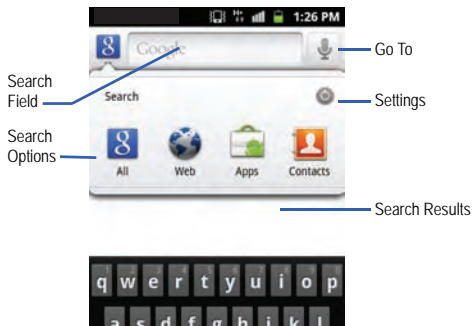 1:26 PM
8 Google
Go To
Search
Field
Search
Settings
Search
Options
8
All Web Apps Contacts
Search Results
q w e r t y u i o p
a s d f g h j k l